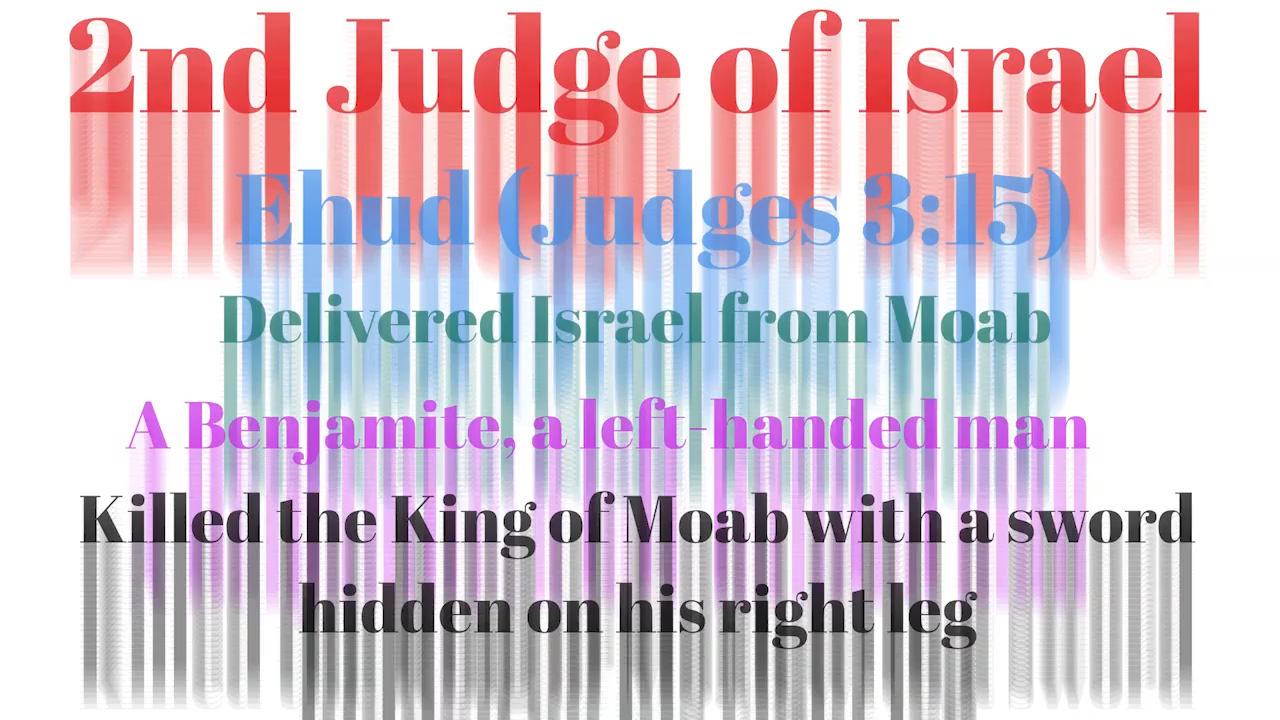 2nd Judge of Israel
Ehud (Judges 3:15)
Delivered Israel from Moab
A Benjamite, a left-handed man
Killed the King of Moab with a sword
hidden on his right leg